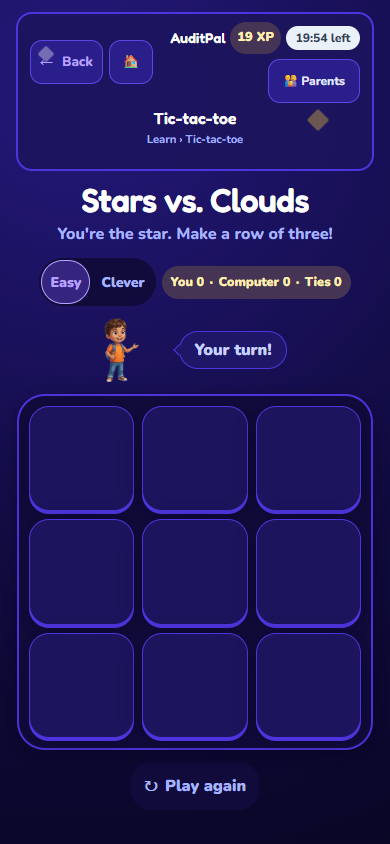 ← Back
AuditPal
19 XP
19:54 left
Parents
Tic-tac-toe
Learn › Tic-tac-toe
Stars vs. Clouds
You're the star. Make a row of three!
Easy
Clever
You 0 · Computer 0 · Ties 0
Your turn!
↻ Play again